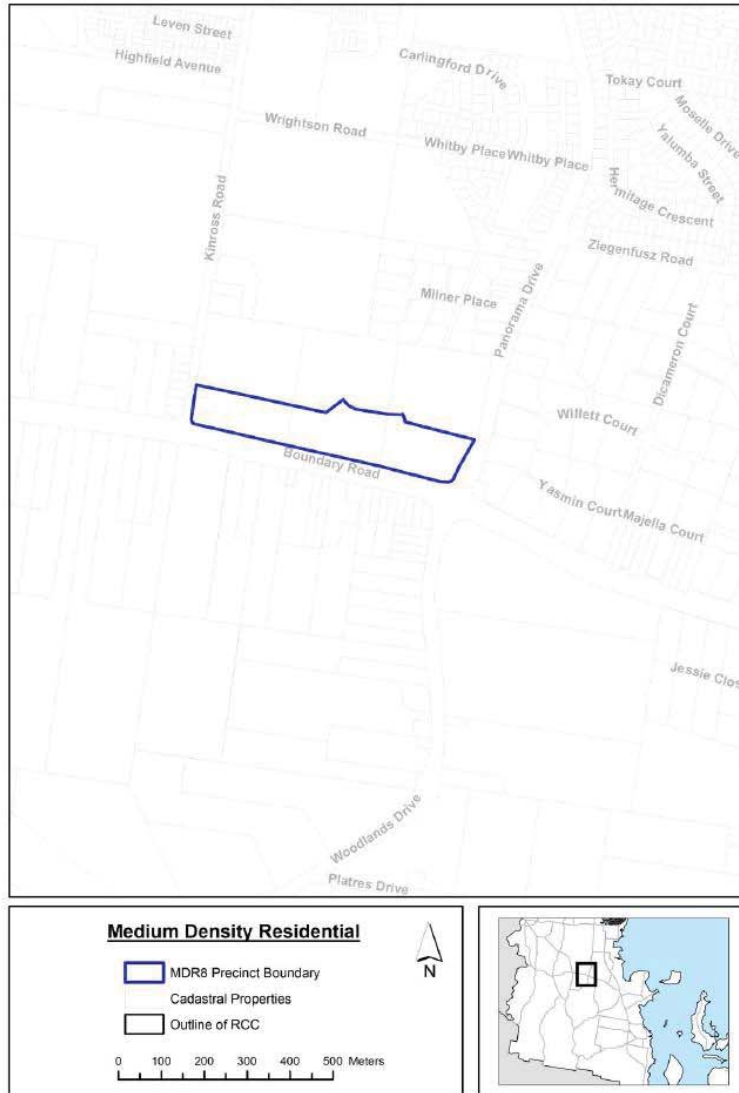 Leven Street
Highfield Avenue
Carlingford Drive
Tokay Court
Moselle Drive
Yalumba Street
Wrightson Road
Whitby Place Whitby Place
Hermitage Crescent
Kinross Road
Ziegenfusz Road
Milner Place
Panorama Drive
Dicameron Court
Willett Court
Boundary Road
Yasmin Court Majella Court
Jessie Clos
Woodlands Drive
Platres Drive
Medium Density Residential
MDR8 Precinct Boundary
Cadastral Properties
Outline of RCC
N
0 100 200 300 400 500 Meters